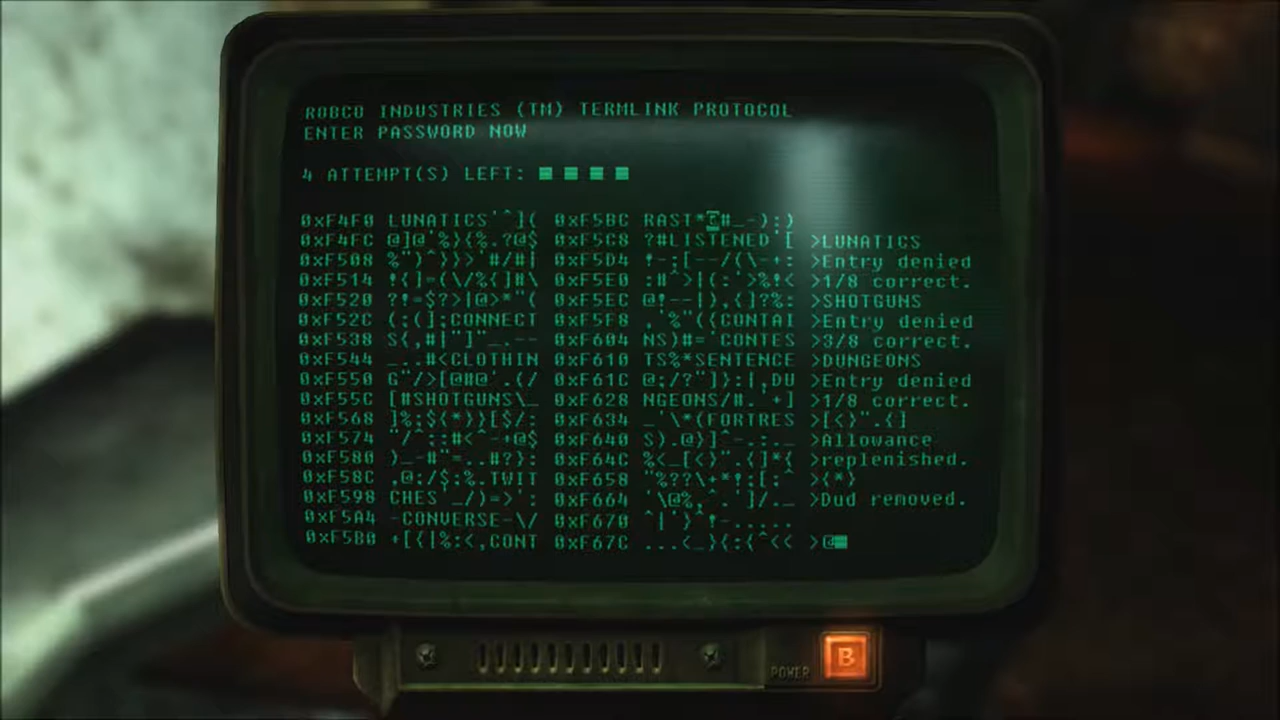 ROBCO INDUSTRIES (TM) TERMLINK PROTOCOL
ENTER PASSWORD NOW
4 ATTEMPT(S) LEFT: ■ ■ ■ ■
0xF4F0 LUNATICS'^]( 0xF5BC RAST*@#_-):)
0xF4FC @]@'%}{%.?@$ 0xF5C8 ?#LISTENED'[ >LUNATICS
0xF508 %")^}}>'#/#| 0xF5D4 !-;[--/(\-+: >Entry denied
0xF514 !{]=(\/%{]#\ 0xF5E0 :#^>|(:'>%!< >1/8 correct.
0xF520 ?!=$?>|@>*"( 0xF5EC @!--|),{]?%: >SHOTGUNS
0xF52C (;(];CONNECT 0xF5F8 ,'%"({CONTAI >Entry denied
0xF538 S{,#|"]"_.-- 0xF604 NS)#='CONTES >3/8 correct.
0xF544 _..#<CLOTHIN 0xF610 TS%*SENTENCE >DUNGEONS
0xF550 G"/>[@#@'.(/ 0xF61C @;/?"]}:|,DU >Entry denied
0xF55C [#SHOTGUNS\_ 0xF628 NGEONS/#.'+] >1/8 correct.
0xF568 ]%;${*}}[$/: 0xF634 _'\*(FORTRES >[<}".{]
0xF574 "/^::#<^-+@$ 0xF640 S).@}]^-.:._ >Allowance
0xF580 )_-#"=..#?}: 0xF64C %<_[<}".{]*{ >replenished.
0xF58C ,@:/$:%.TWIT 0xF658 "%??\+*!;[:^ >{*}
0xF598 CHES'_/)=>': 0xF664 '\@%,^.']/._ >Dud removed.
0xF5A4 -CONVERSE-\/ 0xF670 ^|"}^!-.....
0xF5B0 +[{|%:<,CONT 0xF67C ...<_}{:{^<< >@■
POWER
B